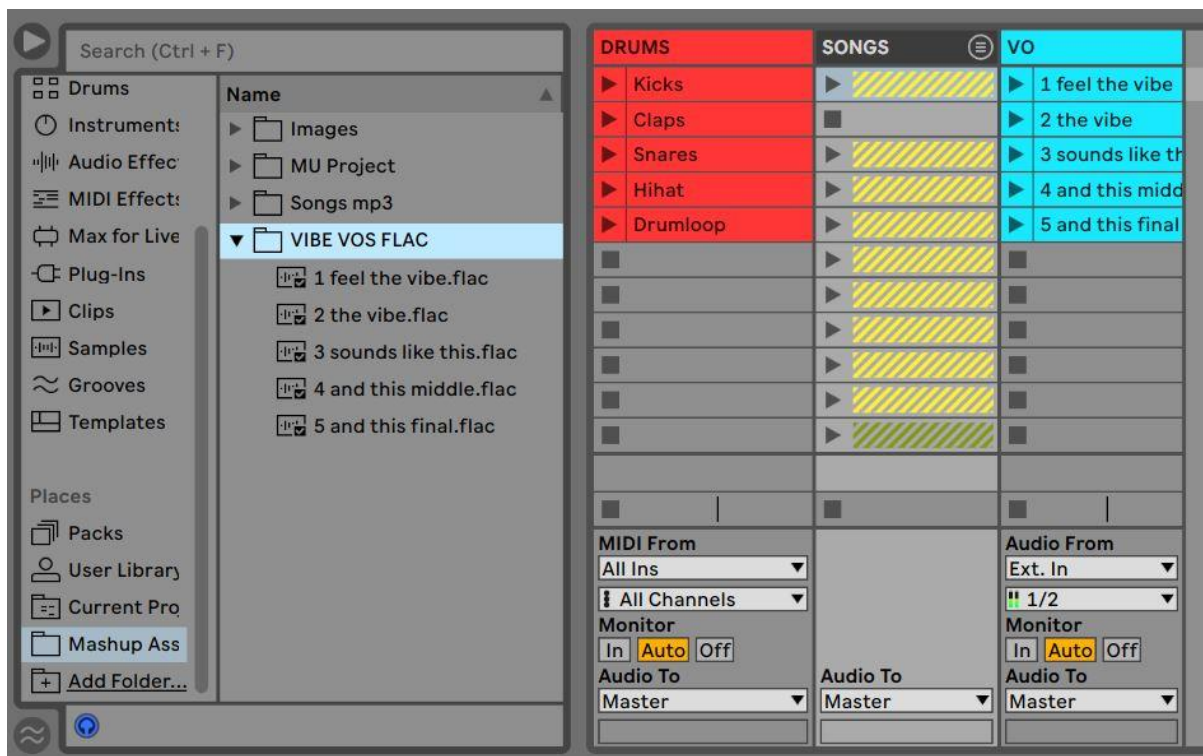 Search (Ctrl + F)
Drums
Instruments
Audio Effec
MIDI Effects
Max for Live
Plug-Ins
Clips
Samples
Grooves
Templates
Places
Packs
User Library
Current Pro
Mashup Ass
Add Folder...
Name
Images
MU Project
Songs mp3
VIBE VOS FLAC
1 feel the vibe.flac
2 the vibe.flac
3 sounds like this.flac
4 and this middle.flac
5 and this final.flac
DRUMS
Kicks
Claps
Snares
Hihat
Drumloop
MIDI From
All Ins
All Channels
Monitor
In Auto Off
Audio To
Master
SONGS
Audio To
Master
VO
1 feel the vibe
2 the vibe
3 sounds like th
4 and this midd
5 and this final
Audio From
Ext. In
1/2
Monitor
In Auto Off
Audio To
Master